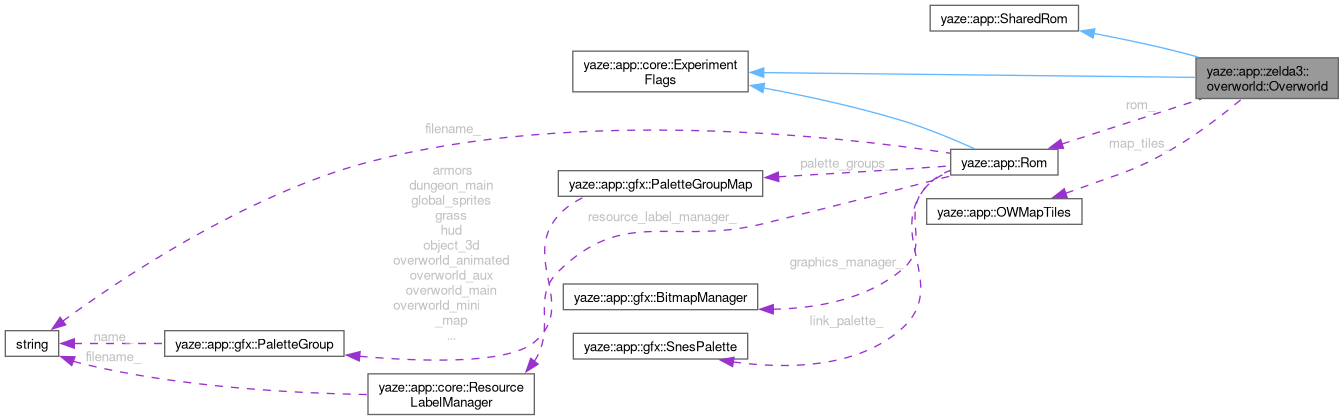 yaze::app::SharedRom
yaze::app::core::Experiment
Flags
yaze::app::zelda3::
overworld::Overworld
rom_
filename_
map_tiles_
yaze::app::Rom
palette_groups
armors
dungeon_main
global_sprites
grass
hud
object_3d
overworld_animated
overworld_aux
overworld_main
overworld_mini
_map
...
yaze::app::gfx::PaletteGroupMap
yaze::app::OWMapTiles
resource_label_manager_
graphics_manager_
yaze::app::gfx::BitmapManager
link_palette_
string
name_
yaze::app::gfx::PaletteGroup
yaze::app::gfx::SnesPalette
filename_
yaze::app::core::Resource
LabelManager